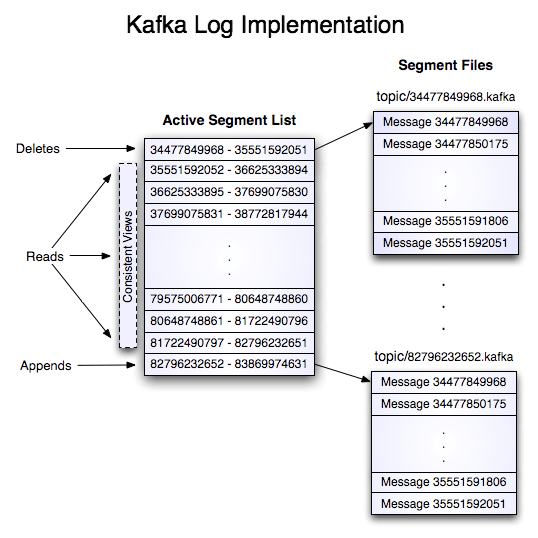 Kafka Log Implementation
Segment Files
topic/34477849968.kafka
Active Segment List
Message 34477849968
Message 34477850175
.
.
.
Message 35551591806
Message 35551592051
Deletes
34477849968 - 35551592051
35551592052 - 36625333894
36625333895 - 37699075830
37699075831 - 38772817944
.
.
.
79575006771 - 80648748860
80648748861 - 81722490796
81722490797 - 82796232651
82796232652 - 83869974631
Reads
Consistent Views
Appends
.
.
.
topic/82796232652.kafka
Message 34477849968
Message 34477850175
.
.
.
Message 35551591806
Message 35551592051